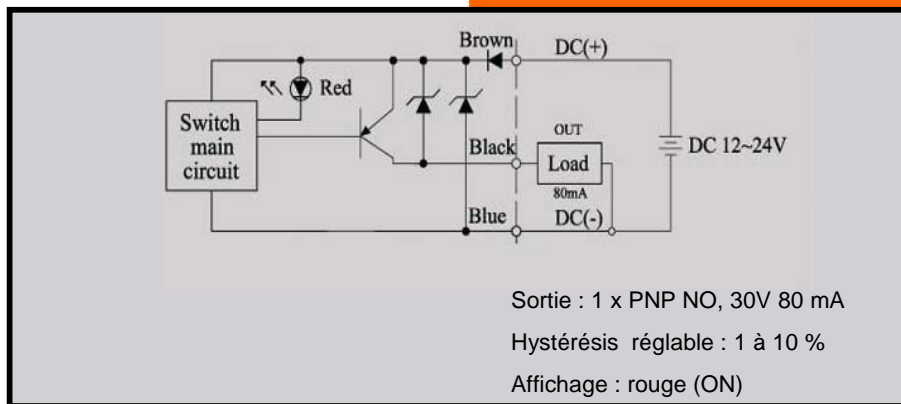 Brown
DC(+)
Red
Switch
main
circuit
OUT
Black
Load
DC 12~24V
80mA
Blue
DC(-)
Sortie : 1 x PNP NO, 30V 80 mA
Hystérésis réglable : 1 à 10 %
Affichage : rouge (ON)